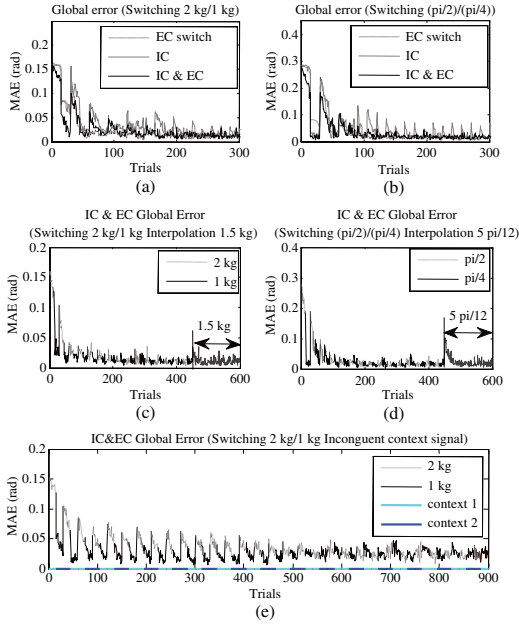 Global error (Switching 2 kg/1 kg)
MAE (rad)
0.2
0.15
0.1
0.05
0
0 100 200 300
Trials
EC switch
IC
IC & EC
(a)
Global error (Switching (pi/2)/(pi/4))
MAE (rad)
0.4
0.3
0.2
0.1
0
0 100 200 300
Trials
EC switch
IC
IC & EC
(b)
IC & EC Global Error
(Switching 2 kg/1 kg Interpolation 1.5 kg)
MAE (rad)
0.2
0.15
0.1
0.05
0
0 200 400 600
Trials
2 kg
1 kg
1.5 kg
(c)
IC & EC Global Error
(Switching (pi/2)/(pi/4) Interpolation 5 pi/12)
MAE (rad)
0.4
0.3
0.2
0.1
0
0 200 400 600
Trials
pi/2
pi/4
5 pi/12
(d)
IC&EC Global Error (Switching 2 kg/1 kg Inconguent context signal)
MAE (rad)
0.2
0.15
0.1
0.05
0
0 100 200 300 400 500 600 700 800 900
Trials
2 kg
1 kg
context 1
context 2
(e)